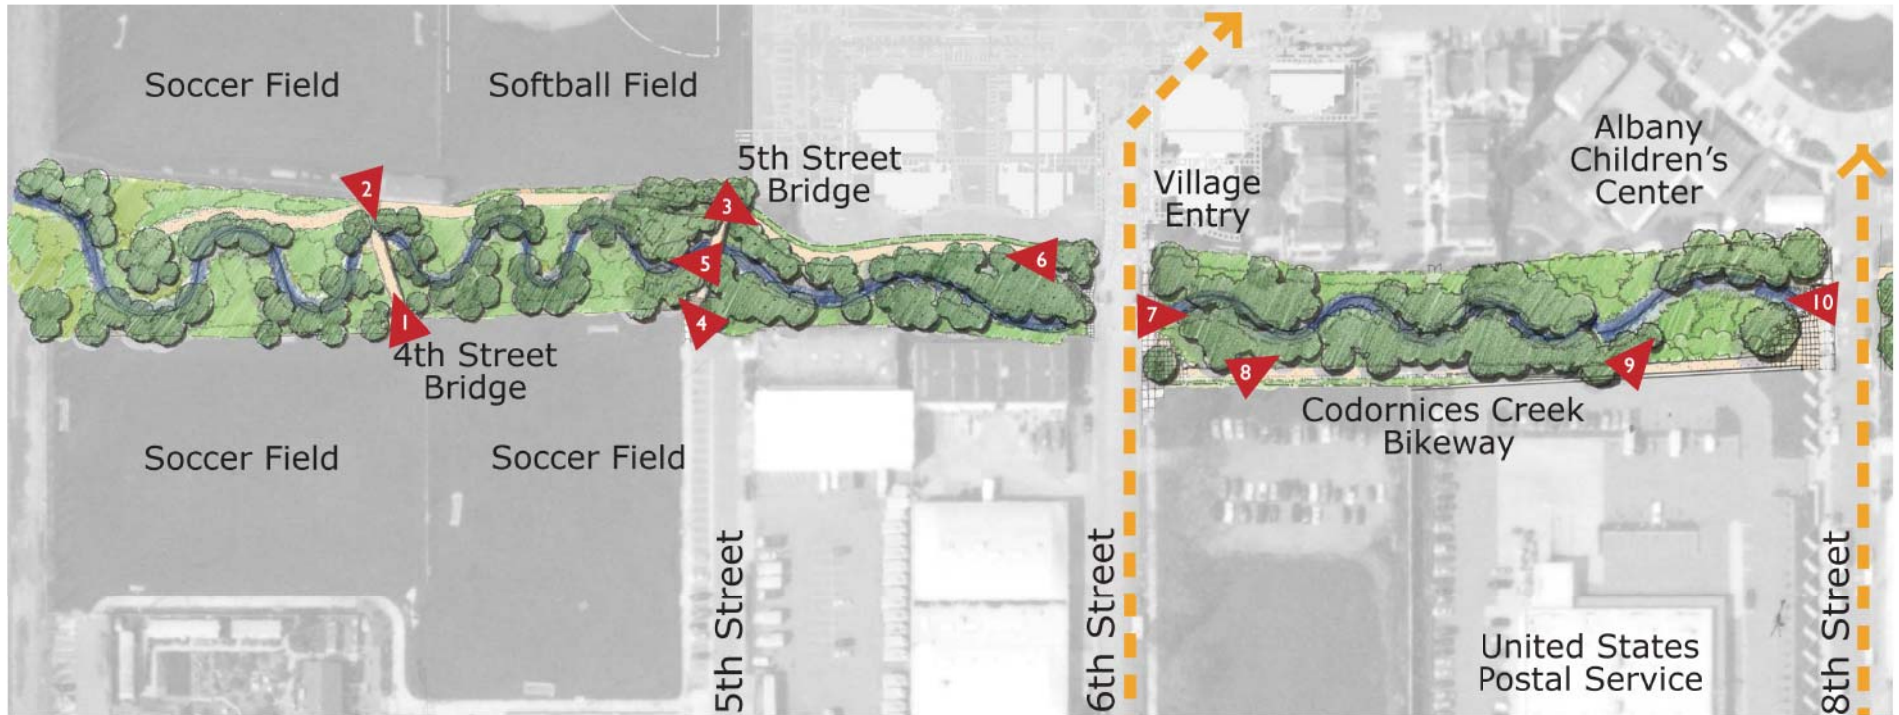 Soccer Field
Softball Field
5th Street
Bridge
Village
Entry
Albany
Children's
Center
2
3
5
6
1
4
7
10
8
9
4th Street
Bridge
Codornices Creek
Bikeway
Soccer Field
Soccer Field
5th Street
6th Street
United States
Postal Service
8th Street